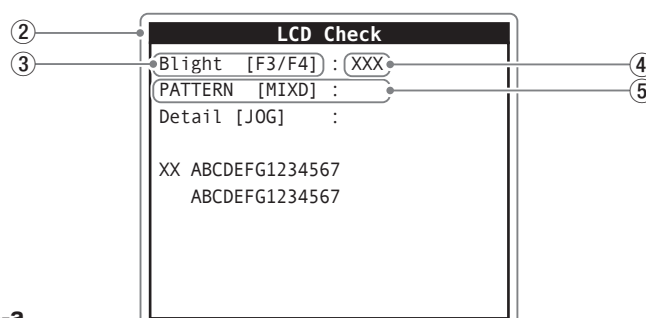 ② LCD Check
③ Blight [F3/F4] : XXX ④
PATTERN [MIXD] : ⑤
Detail [JOG] :
XX ABCDEFG1234567
ABCDEFG1234567